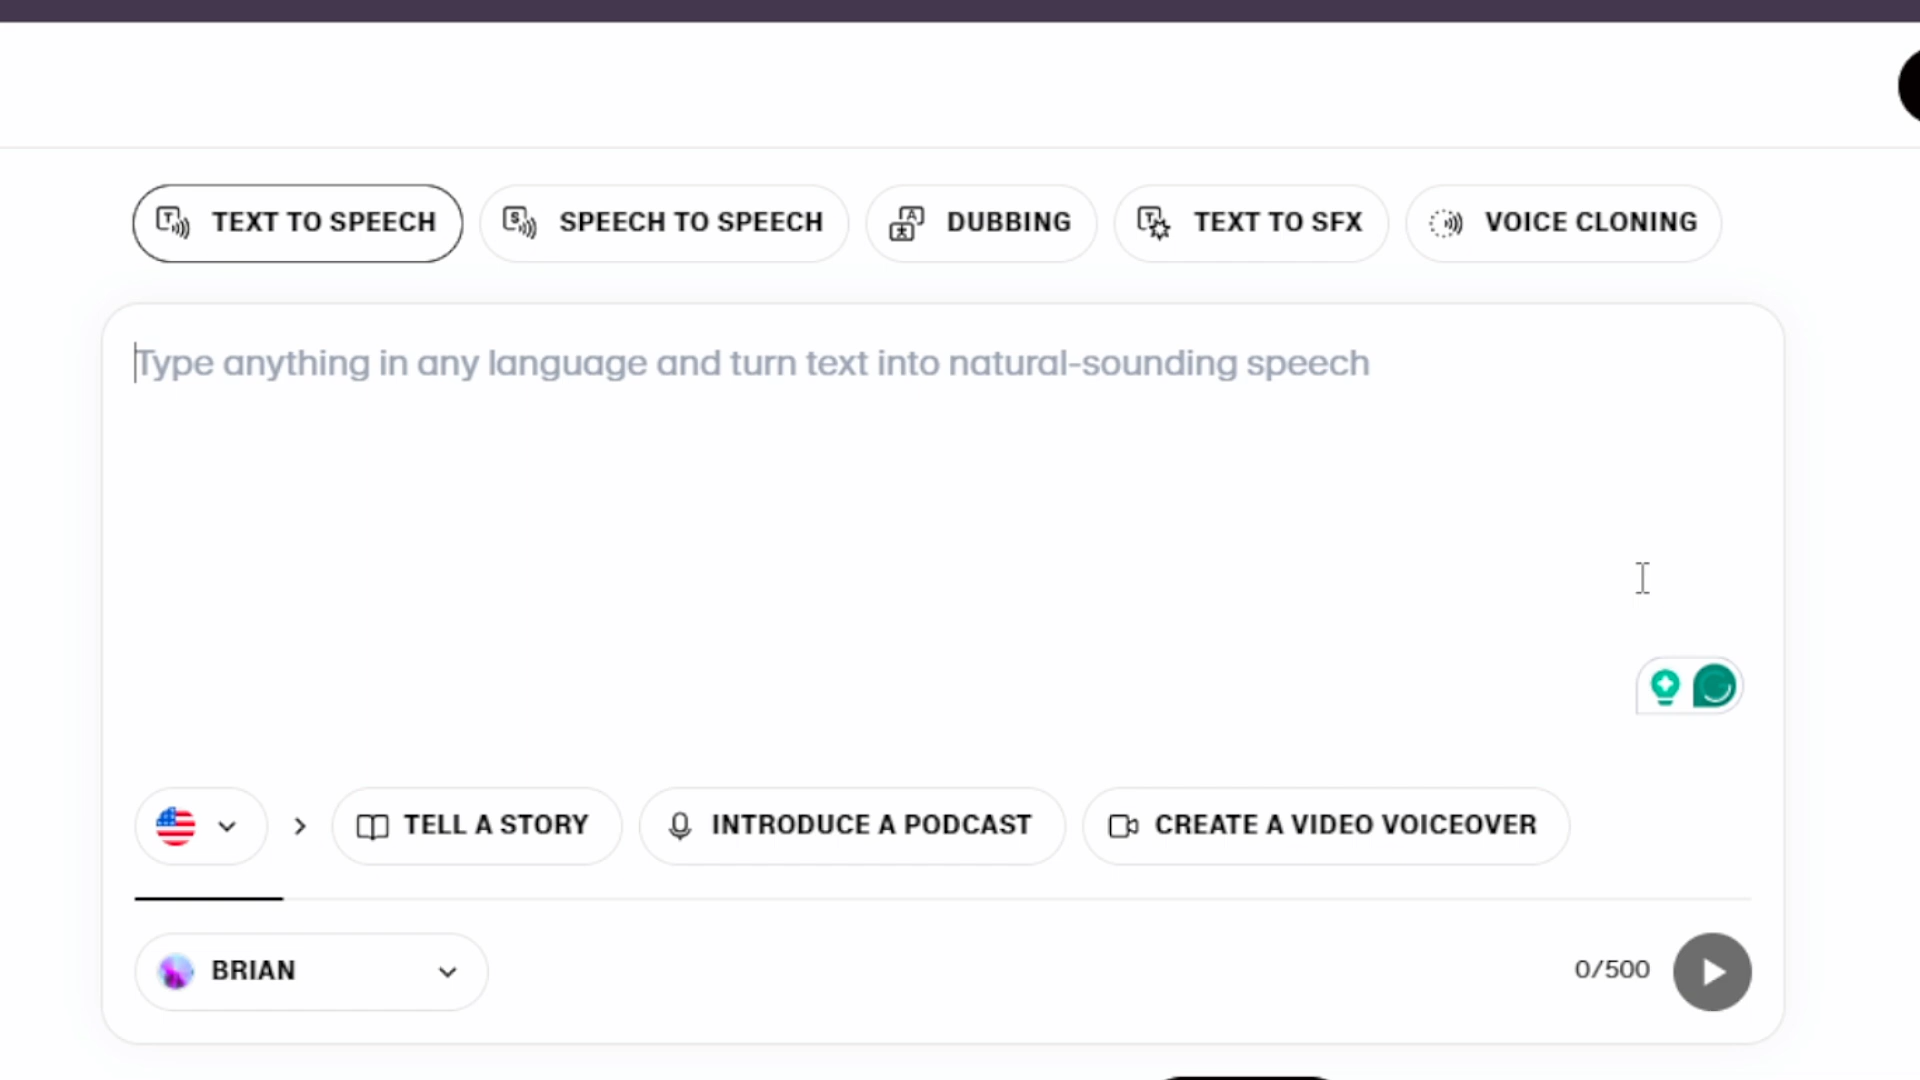 TEXT TO SPEECH SPEECH TO SPEECH DUBBING TEXT TO SFX VOICE CLONING
Type anything in any language and turn text into natural-sounding speech
TELL A STORY INTRODUCE A PODCAST CREATE A VIDEO VOICEOVER
BRIAN 0/500